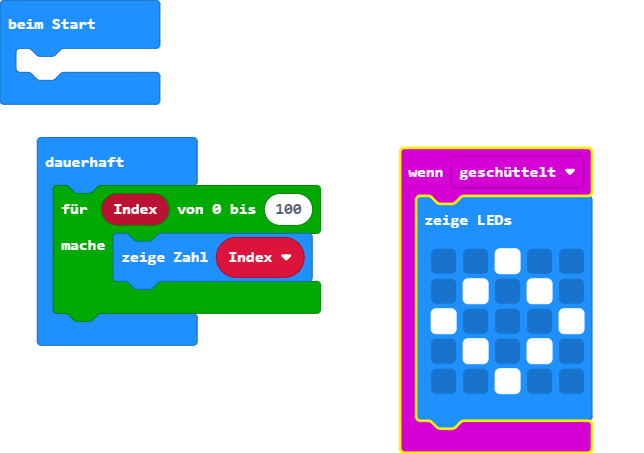 beim Start
dauerhaft
für Index von 0 bis 100
mache zeige Zahl Index
wenn geschüttelt
zeige LEDs